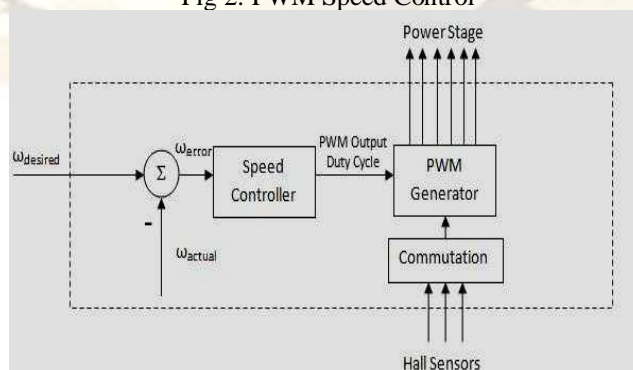 Fig 2. PWM Speed Control
Power Stage
ωdesired
ωerror
Σ
Speed
Controller
PWM Output
Duty Cycle
PWM
Generator
-
ωactual
Commutation
Hall Sensors